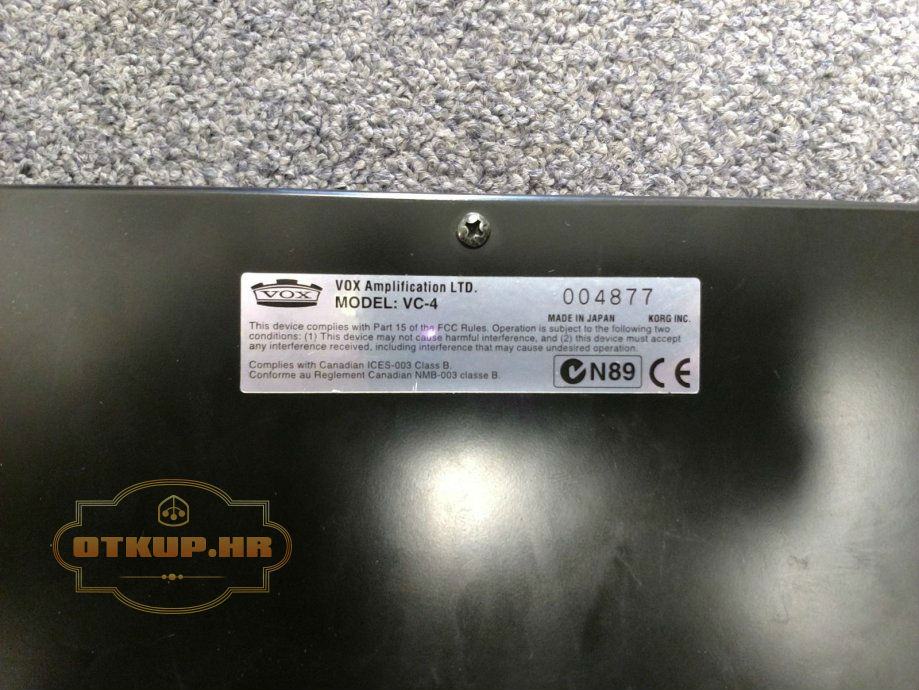 VOX
VOX Amplification LTD.
MODEL: VC-4
004877
MADE IN JAPAN KORG INC.
This device complies with Part 15 of the FCC Rules. Operation is subject to the following two
conditions: (1) This device may not cause harmful interference, and (2) this device must accept
any interference received, including interference that may cause undesired operation.
Complies with Canadian ICES-003 Class B.
Conforme au Reglement Canadian NMB-003 classe B.
N89 CE
OTKUP.HR